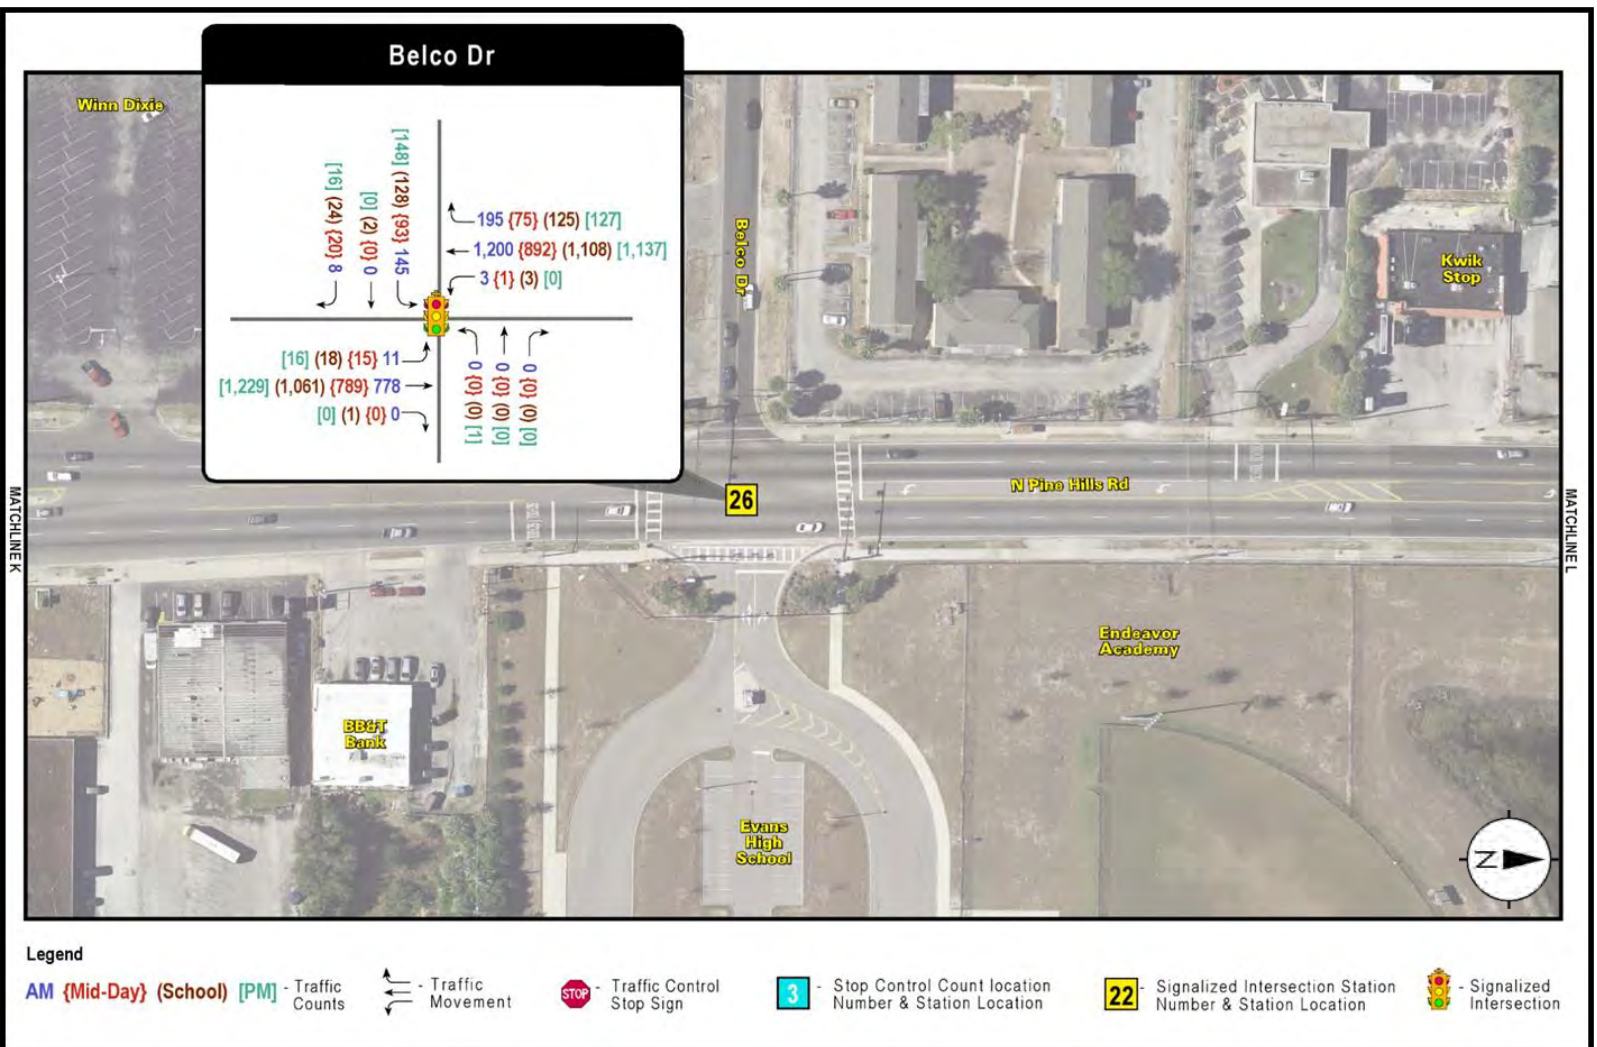 Belco Dr
Winn Dixie
[16] (24) {20} 8
[0] (2) {0} 0
[148] (128) {93} 145
195 {75} (125) [127]
1,200 {892} (1,108) [1,137]
3 {1} (3) [0]
[16] (18) {15} 11
[1,229] (1,061) {789} 778
[0] (1) {0} 0
0 {0} (0) [1]
0 {0} (0) [0]
0 {0} (0) [0]
Belco Dr
Kwik
Stop
MATCHLINE K
26
N Pine Hills Rd
MATCHLINE L
Endeavor
Academy
BB&T
Bank
Evans
High
School
N
Legend
AM {Mid-Day} (School) [PM] - Traffic
Counts
- Traffic
Movement
STOP - Traffic Control
Stop Sign
3 - Stop Control Count location
Number & Station Location
22 - Signalized Intersection Station
Number & Station Location
- Signalized
Intersection